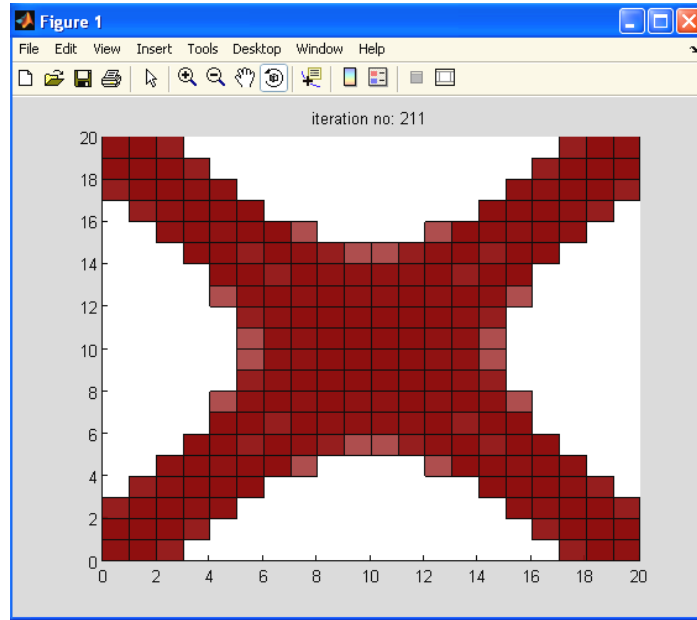 Figure 1
File Edit View Insert Tools Desktop Window Help
iteration no: 211
20
18
16
14
12
10
8
6
4
2
0
0 2 4 6 8 10 12 14 16 18 20